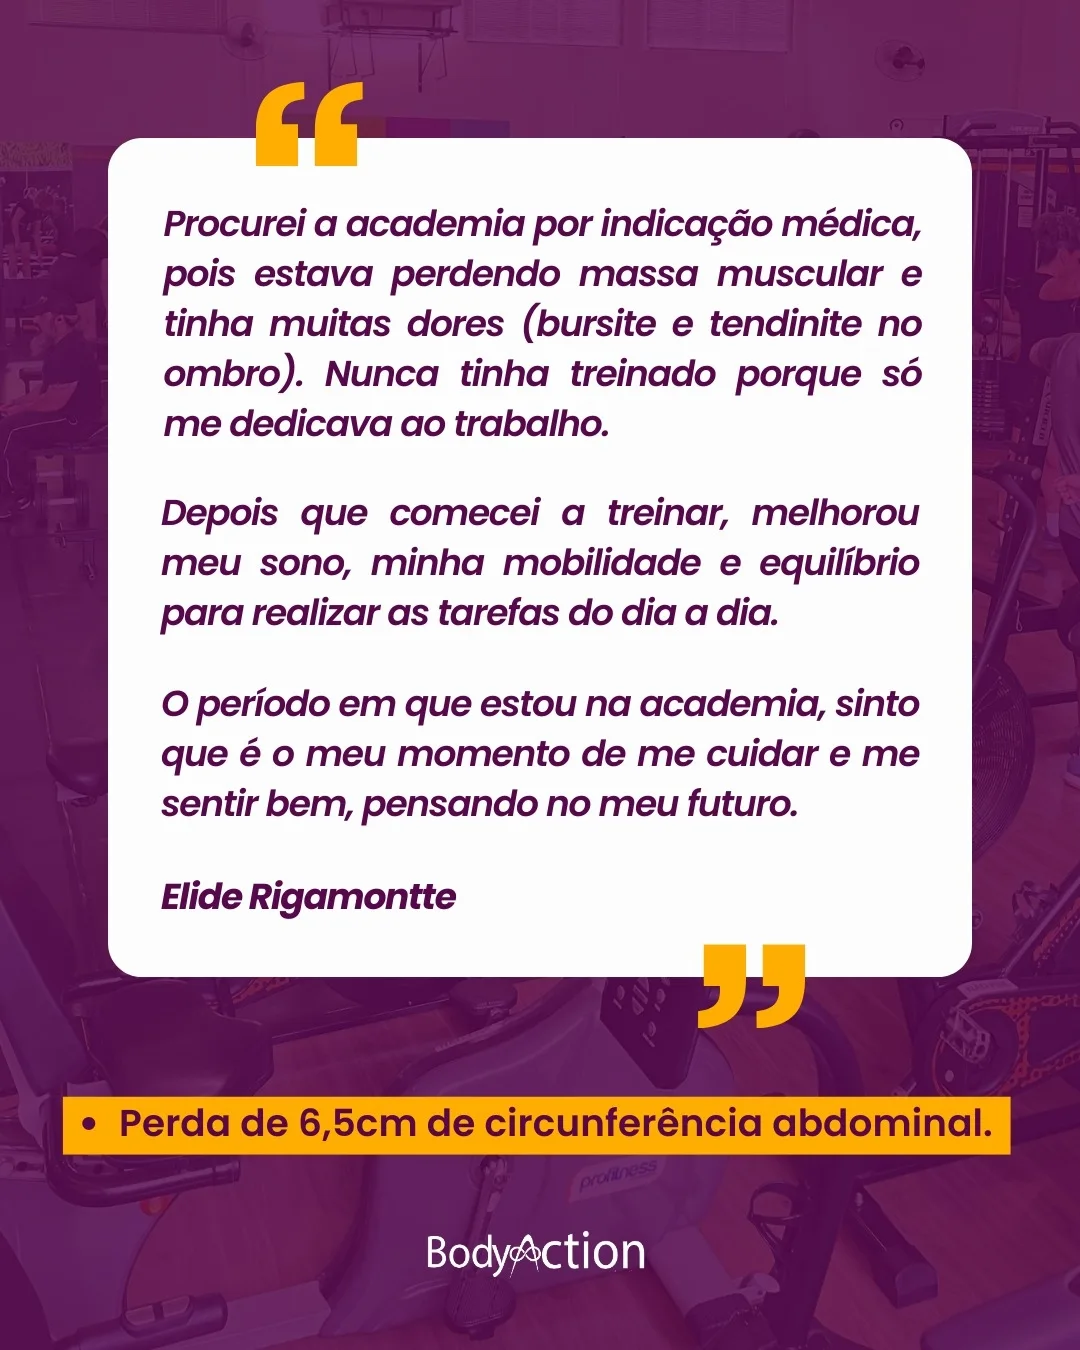 “
Procurei a academia por indicação médica,
pois estava perdendo massa muscular e
tinha muitas dores (bursite e tendinite no
ombro). Nunca tinha treinado porque só
me dedicava ao trabalho.
Depois que comecei a treinar, melhorou
meu sono, minha mobilidade e equilíbrio
para realizar as tarefas do dia a dia.
O período em que estou na academia, sinto
que é o meu momento de me cuidar e me
sentir bem, pensando no meu futuro.
Elide Rigamontte
”
• Perda de 6,5cm de circunferência abdominal.
profitness
BodyAction